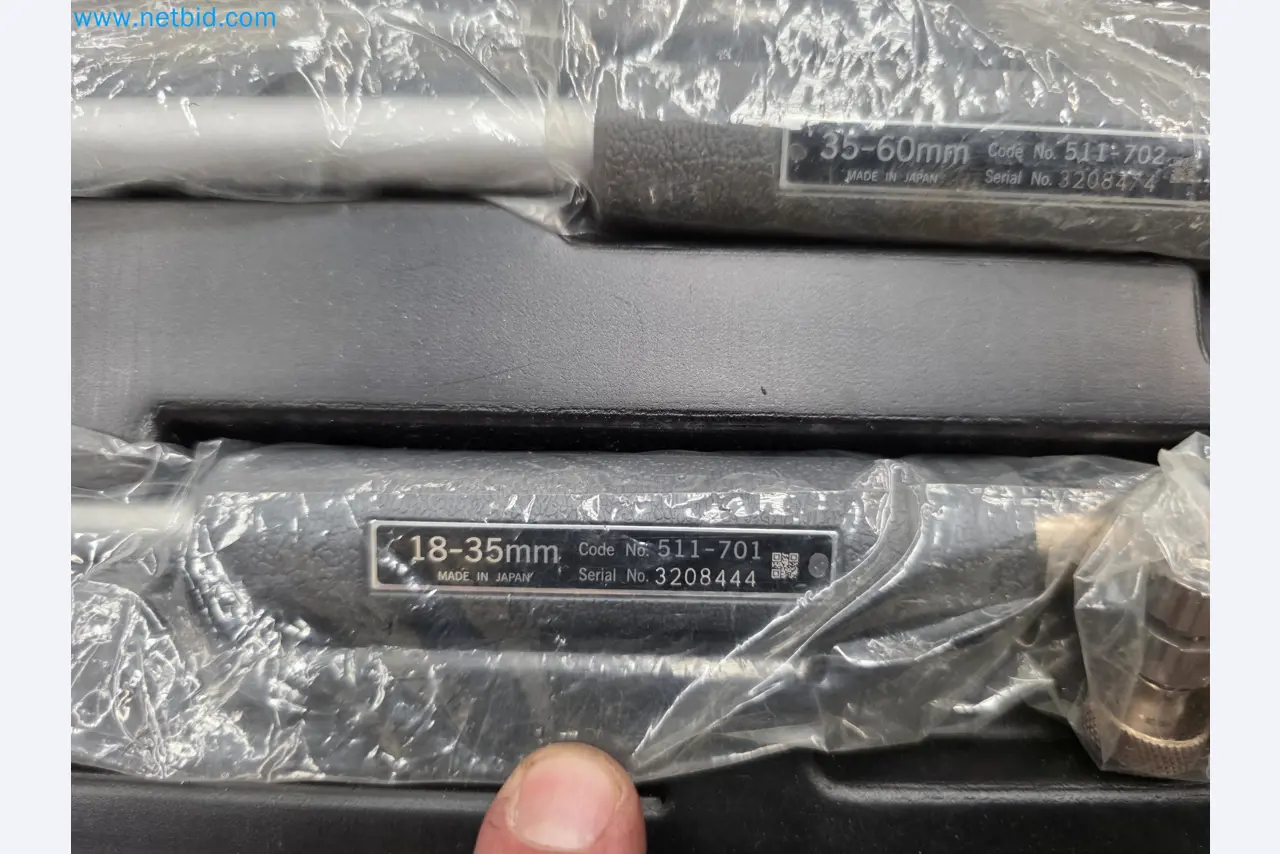 www.netbid.com
35-60mm Code No. 511-702
MADE IN JAPAN Serial No. 3208474
18-35mm Code No. 511-701
MADE IN JAPAN Serial No. 3208444